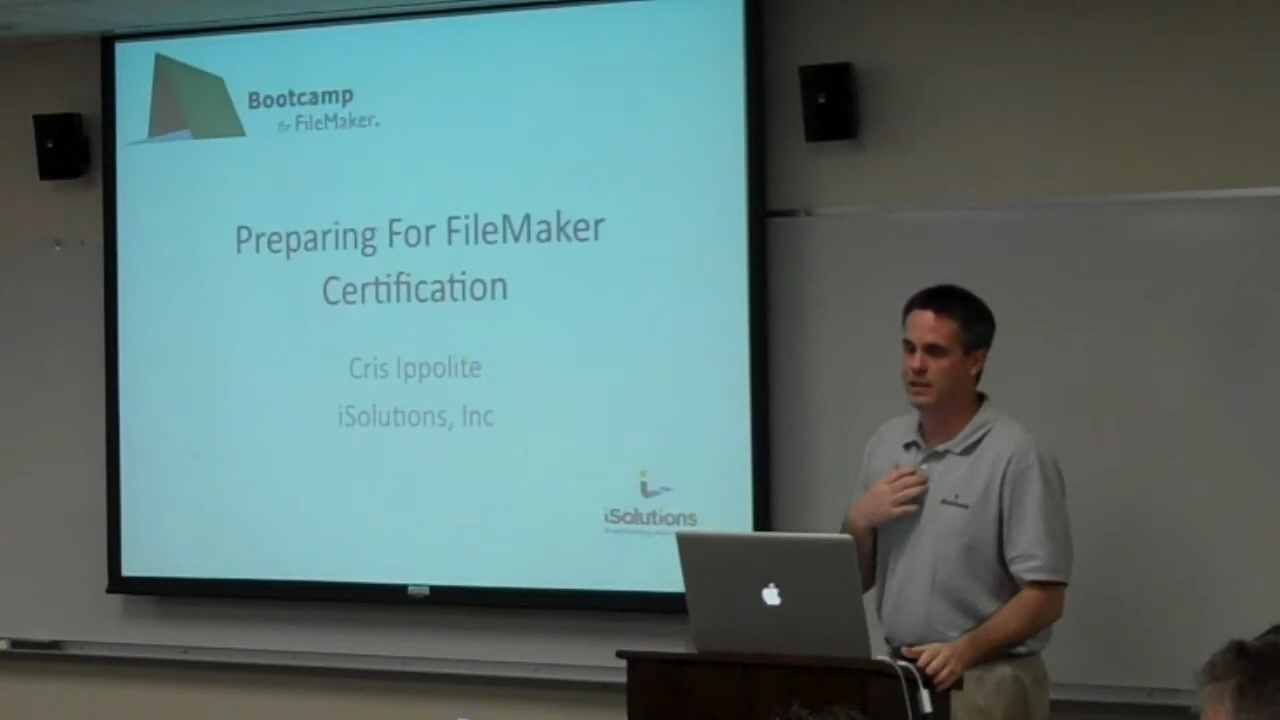 Bootcamp
for FileMaker.
Preparing For FileMaker
Certification
Cris Ippolite
iSolutions, Inc
iSolutions